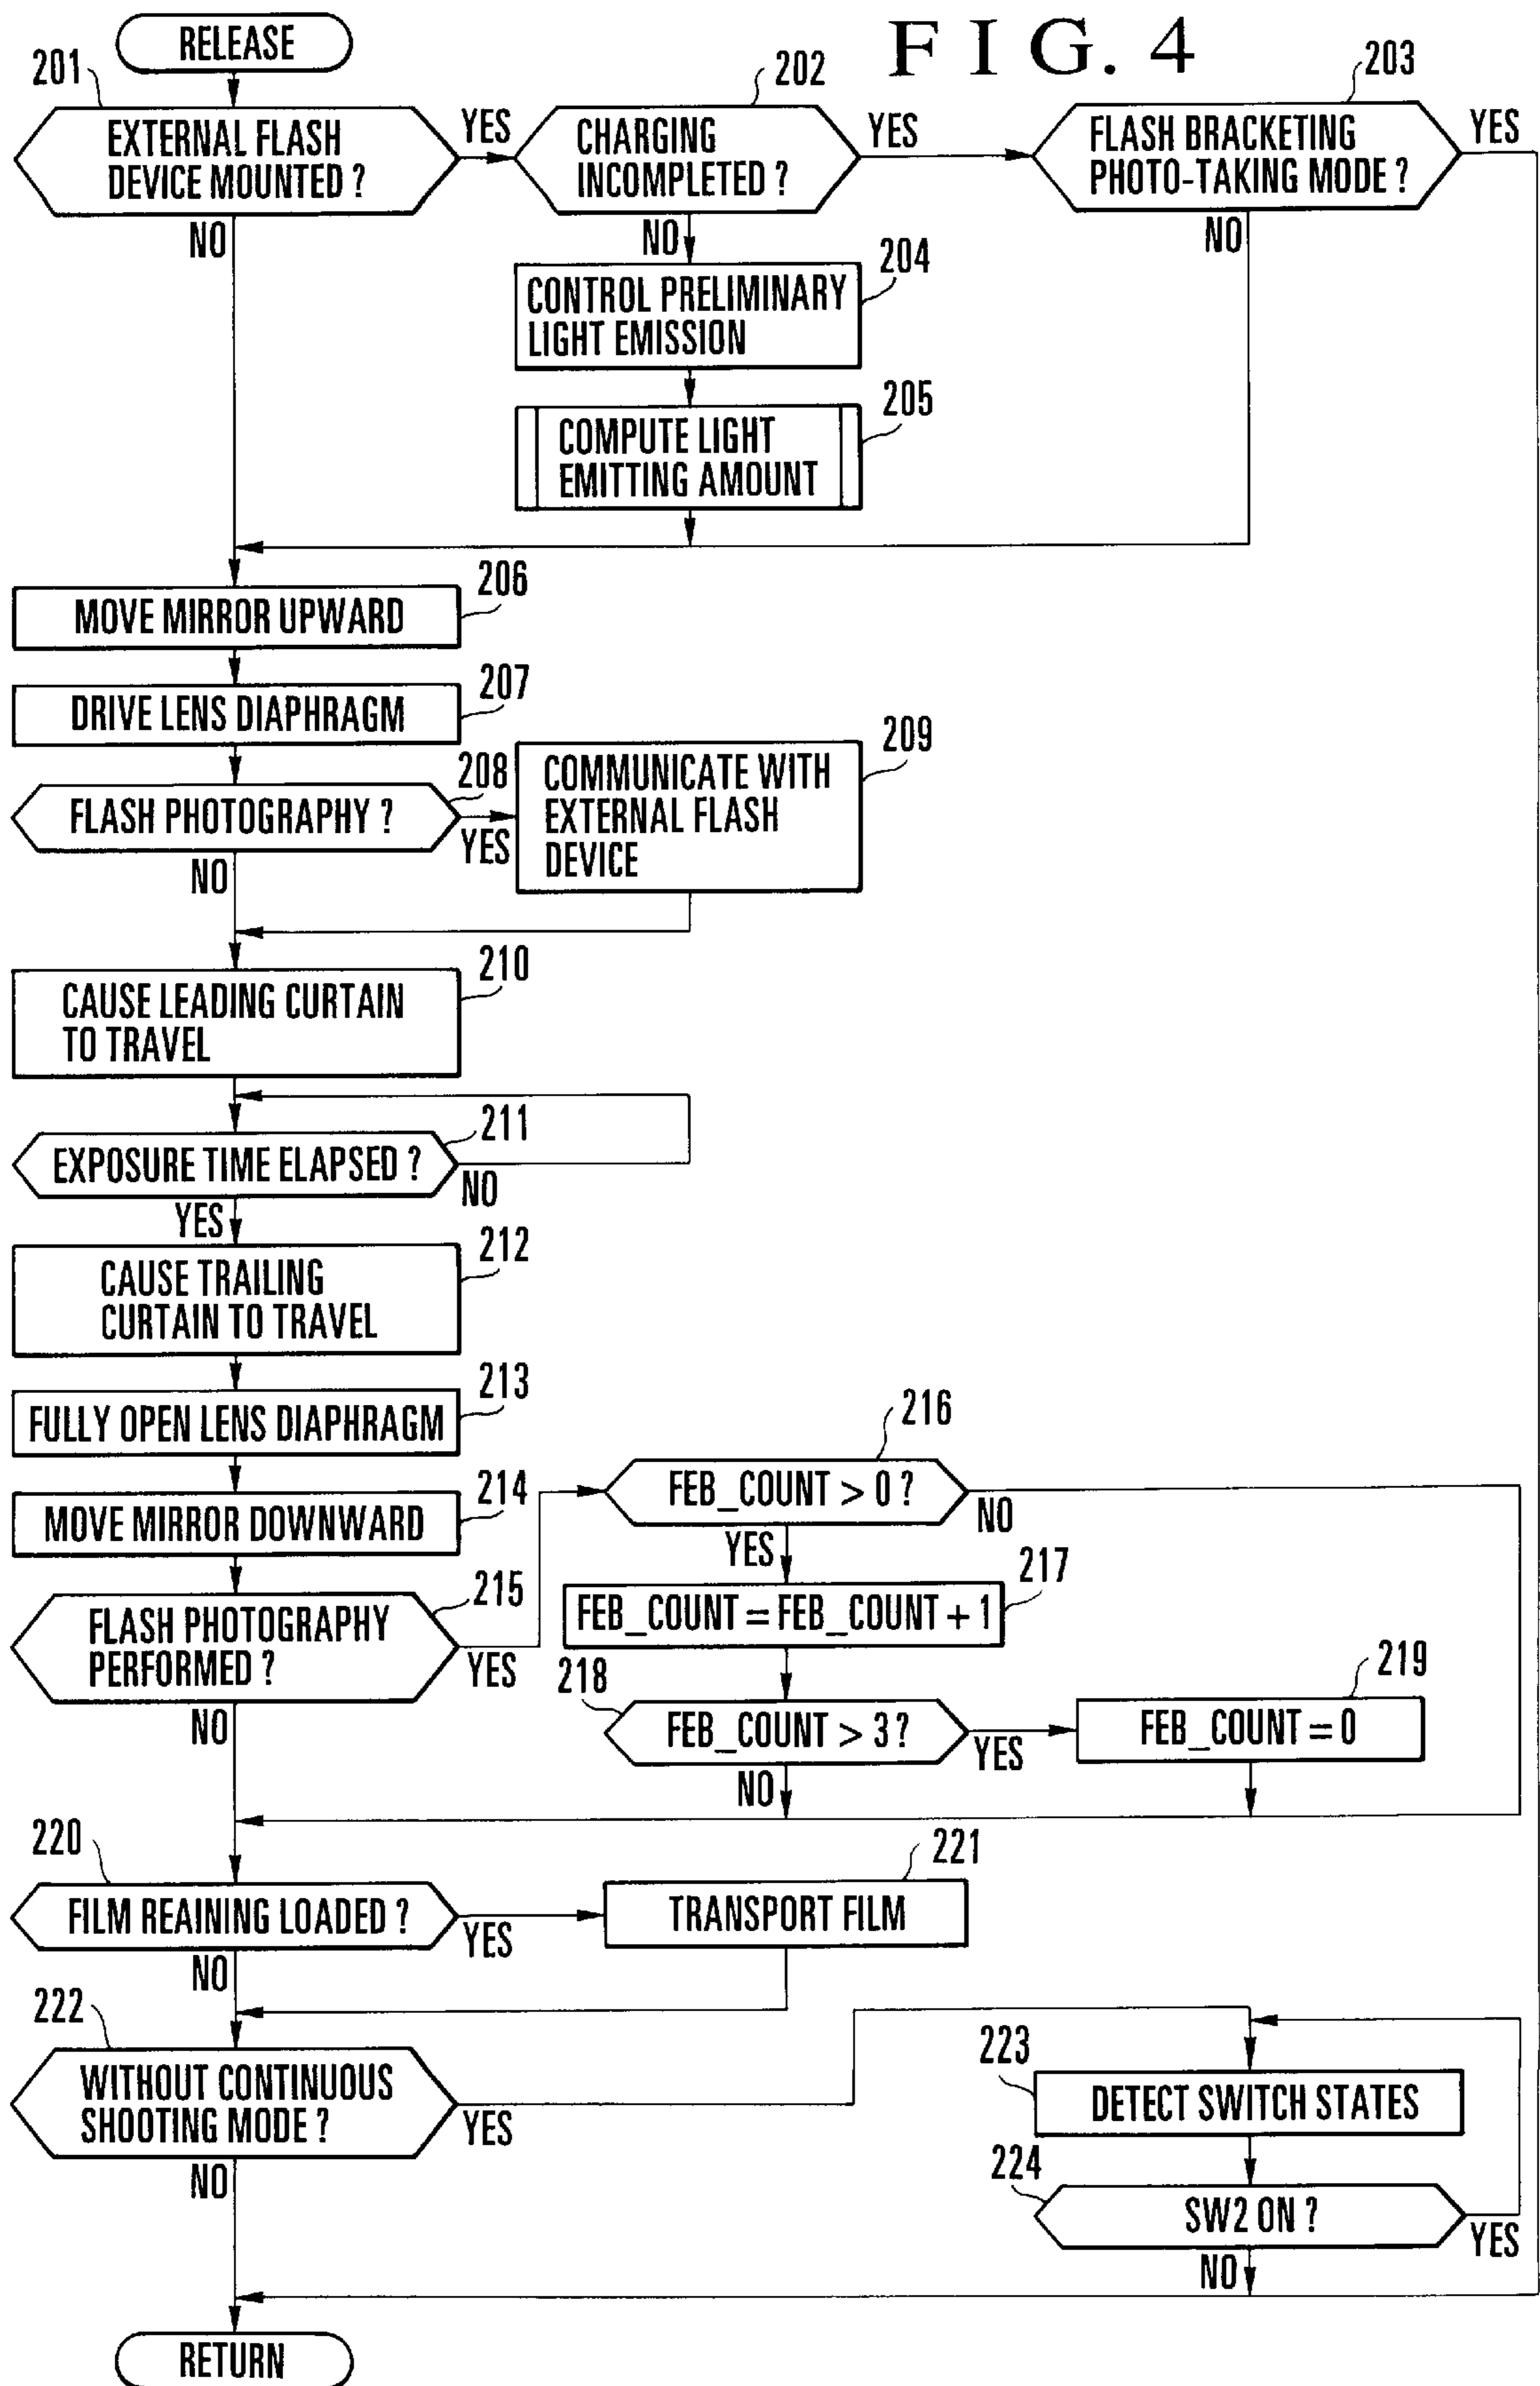 FIG. 4
RELEASE
201
EXTERNAL FLASH
DEVICE MOUNTED ?
YES
NO
202
CHARGING
INCOMPLETED ?
YES
NO
203
FLASH BRACKETING
PHOTO-TAKING MODE ?
YES
NO
204
CONTROL PRELIMINARY
LIGHT EMISSION
205
COMPUTE LIGHT
EMITTING AMOUNT
206
MOVE MIRROR UPWARD
207
DRIVE LENS DIAPHRAGM
208
FLASH PHOTOGRAPHY ?
YES
NO
209
COMMUNICATE WITH
EXTERNAL FLASH
DEVICE
210
CAUSE LEADING CURTAIN
TO TRAVEL
211
EXPOSURE TIME ELAPSED ?
NO
YES
212
CAUSE TRAILING
CURTAIN TO TRAVEL
213
FULLY OPEN LENS DIAPHRAGM
214
MOVE MIRROR DOWNWARD
215
FLASH PHOTOGRAPHY
PERFORMED ?
YES
NO
216
FEB_COUNT > 0 ?
NO
YES
217
FEB_COUNT = FEB_COUNT + 1
218
FEB_COUNT > 3 ?
YES
NO
219
FEB_COUNT = 0
220
FILM REAINING LOADED ?
YES
NO
221
TRANSPORT FILM
222
WITHOUT CONTINUOUS
SHOOTING MODE ?
YES
NO
223
DETECT SWITCH STATES
224
SW2 ON ?
YES
NO
RETURN